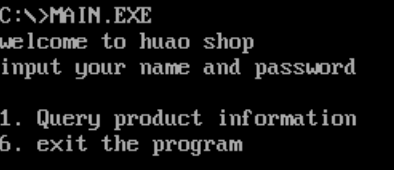 C:\>MAIN.EXE
welcome to huao shop
input your name and password
1. Query product information
6. exit the program